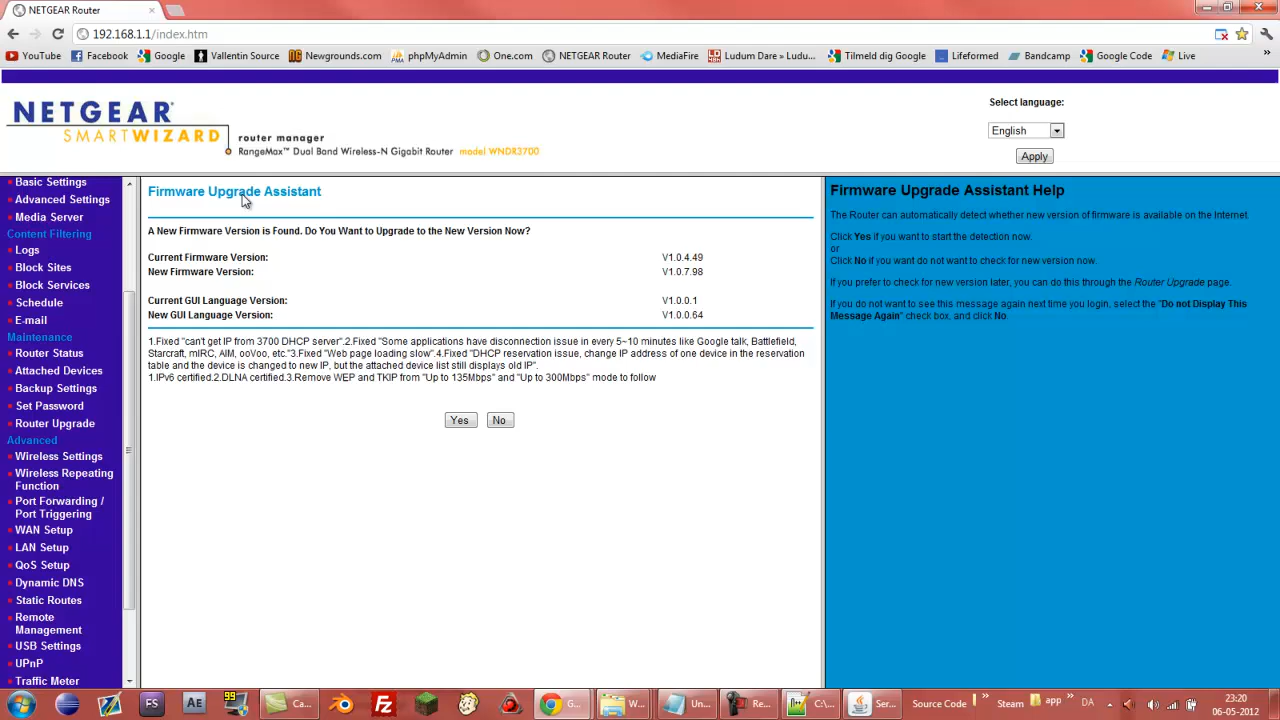 NETGEAR Router
192.168.1.1/index.htm
YouTube Facebook Google Vallentin Source Newgrounds.com phpMyAdmin One.com NETGEAR Router MediaFire Ludum Dare » Ludu... Tilmeld dig Google Lifeformed Bandcamp Google Code Live »
NETGEAR
SMARTWIZARD
router manager
RangeMax™ Dual Band Wireless-N Gigabit Router model WNDR3700
Select language:
English
Apply
Basic Settings
Advanced Settings
Media Server
Content Filtering
Logs
Block Sites
Block Services
Schedule
E-mail
Maintenance
Router Status
Attached Devices
Backup Settings
Set Password
Router Upgrade
Advanced
Wireless Settings
Wireless Repeating
Function
Port Forwarding /
Port Triggering
WAN Setup
LAN Setup
QoS Setup
Dynamic DNS
Static Routes
Remote
Management
USB Settings
UPnP
Traffic Meter
Firmware Upgrade Assistant
A New Firmware Version is Found. Do You Want to Upgrade to the New Version Now?
Current Firmware Version: V1.0.4.49
New Firmware Version: V1.0.7.98
Current GUI Language Version: V1.0.0.1
New GUI Language Version: V1.0.0.64
1.Fixed "can't get IP from 3700 DHCP server".2.Fixed "Some applications have disconnection issue in every 5~10 minutes like Google talk, Battlefield,
Starcraft, mIRC, AIM, ooVoo, etc."3.Fixed "Web page loading slow".4.Fixed "DHCP reservation issue, change IP address of one device in the reservation
table and the device is changed to new IP, but the attached device list still displays old IP".
1.IPv6 certified.2.DLNA certified.3.Remove WEP and TKIP from "Up to 135Mbps" and "Up to 300Mbps" mode to follow
Yes No
Firmware Upgrade Assistant Help
The Router can automatically detect whether new version of firmware is available on the Internet.
Click Yes if you want to start the detection now.
or
Click No if you want do not want to check for new version now.
If you prefer to check for new version later, you can do this through the Router Upgrade page.
If you do not want to see this message again next time you login, select the "Do not Display This
Message Again" check box, and click No.
FS AE 99 Ca... FZ G... W... Un... Re... C:\... Ser... Source Code » Steam app » DA
23:20
06-05-2012